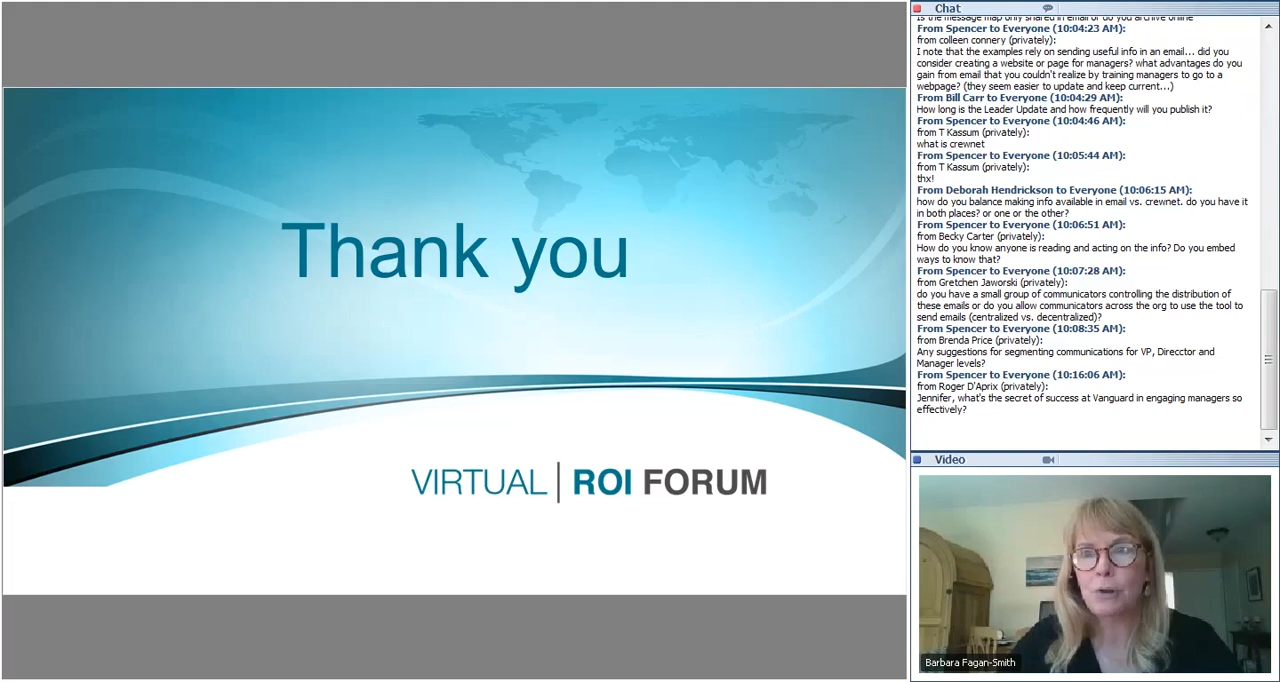 Thank you
VIRTUAL | ROI FORUM
Chat
Is the message map only shared in email or do you archive online
From Spencer to Everyone (10:04:23 AM):
from colleen connery (privately):
I note that the examples rely on sending useful info in an email... did you
consider creating a website or page for managers? what advantages do you
gain from email that you couldn't realize by training managers to go to a
webpage? (they seem easier to update and keep current...)
From Bill Carr to Everyone (10:04:29 AM):
How long is the Leader Update and how frequently will you publish it?
From Spencer to Everyone (10:04:46 AM):
from T Kassum (privately):
what is crewnet
From Spencer to Everyone (10:05:44 AM):
from T Kassum (privately):
thx!
From Deborah Hendrickson to Everyone (10:06:15 AM):
how do you balance making info available in email vs. crewnet. do you have it
in both places? or one or the other?
From Spencer to Everyone (10:06:51 AM):
from Becky Carter (privately):
How do you know anyone is reading and acting on the info? Do you embed
ways to know that?
From Spencer to Everyone (10:07:28 AM):
from Gretchen Jaworski (privately):
do you have a small group of communicators controlling the distribution of
these emails or do you allow communicators across the org to use the tool to
send emails (centralized vs. decentralized)?
From Spencer to Everyone (10:08:35 AM):
from Brenda Price (privately):
Any suggestions for segmenting communications for VP, Direcctor and
Manager levels?
From Spencer to Everyone (10:16:06 AM):
from Roger D'Aprix (privately):
Jennifer, what's the secret of success at Vanguard in engaging managers so
effectively?
Video
Barbara Fagan-Smith